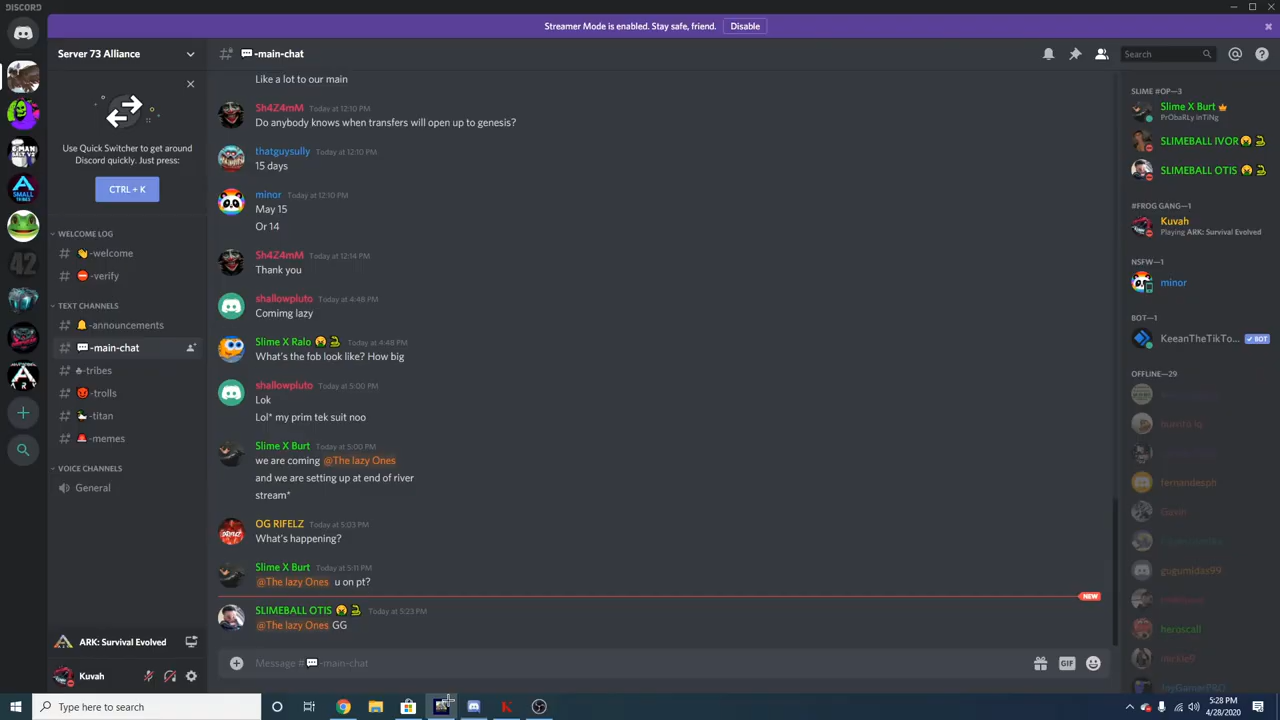 DISCORD
Streamer Mode is enabled. Stay safe, friend.
Disable
Server 73 Alliance
-main-chat
Search
Use Quick Switcher to get around
Discord quickly. Just press:
CTRL + K
WELCOME LOG
-welcome
-verify
TEXT CHANNELS
-announcements
-main-chat
-tribes
-trolls
-titan
-memes
VOICE CHANNELS
General
ARK: Survival Evolved
Kuvah
Like a lot to our main
Sh4Z4mM Today at 12:10 PM
Do anybody knows when transfers will open up to genesis?
thatguysully Today at 12:10 PM
15 days
minor Today at 12:10 PM
May 15
Or 14
Sh4Z4mM Today at 12:14 PM
Thank you
shallowpluto Today at 4:48 PM
Comimg lazy
Slime X Ralo Today at 4:48 PM
What's the fob look like? How big
shallowpluto Today at 5:00 PM
Lok
Lol* my prim tek suit noo
Slime X Burt Today at 5:00 PM
we are coming @The lazy Ones
and we are setting up at end of river
stream*
OG RIFELZ Today at 5:03 PM
What's happening?
Slime X Burt Today at 5:11 PM
@The lazy Ones u on pt?
NEW
SLIMEBALL OTIS Today at 5:23 PM
@The lazy Ones GG
Message #-main-chat
GIF
SLIME #OP—3
Slime X Burt
PrObaRLy inTiNg
SLIMEBALL IVOR
SLIMEBALL OTIS
#FROG GANG—1
Kuvah
Playing ARK: Survival Evolved
NSFW—1
minor
BOT—1
KeeanTheTikTo... BOT
OFFLINE—29
fernandesph
Gavin
gugumidas99
heroscall
JoyGamerPRO
SMALL
TRIBES
42
Type here to search
5:28 PM
4/28/2020